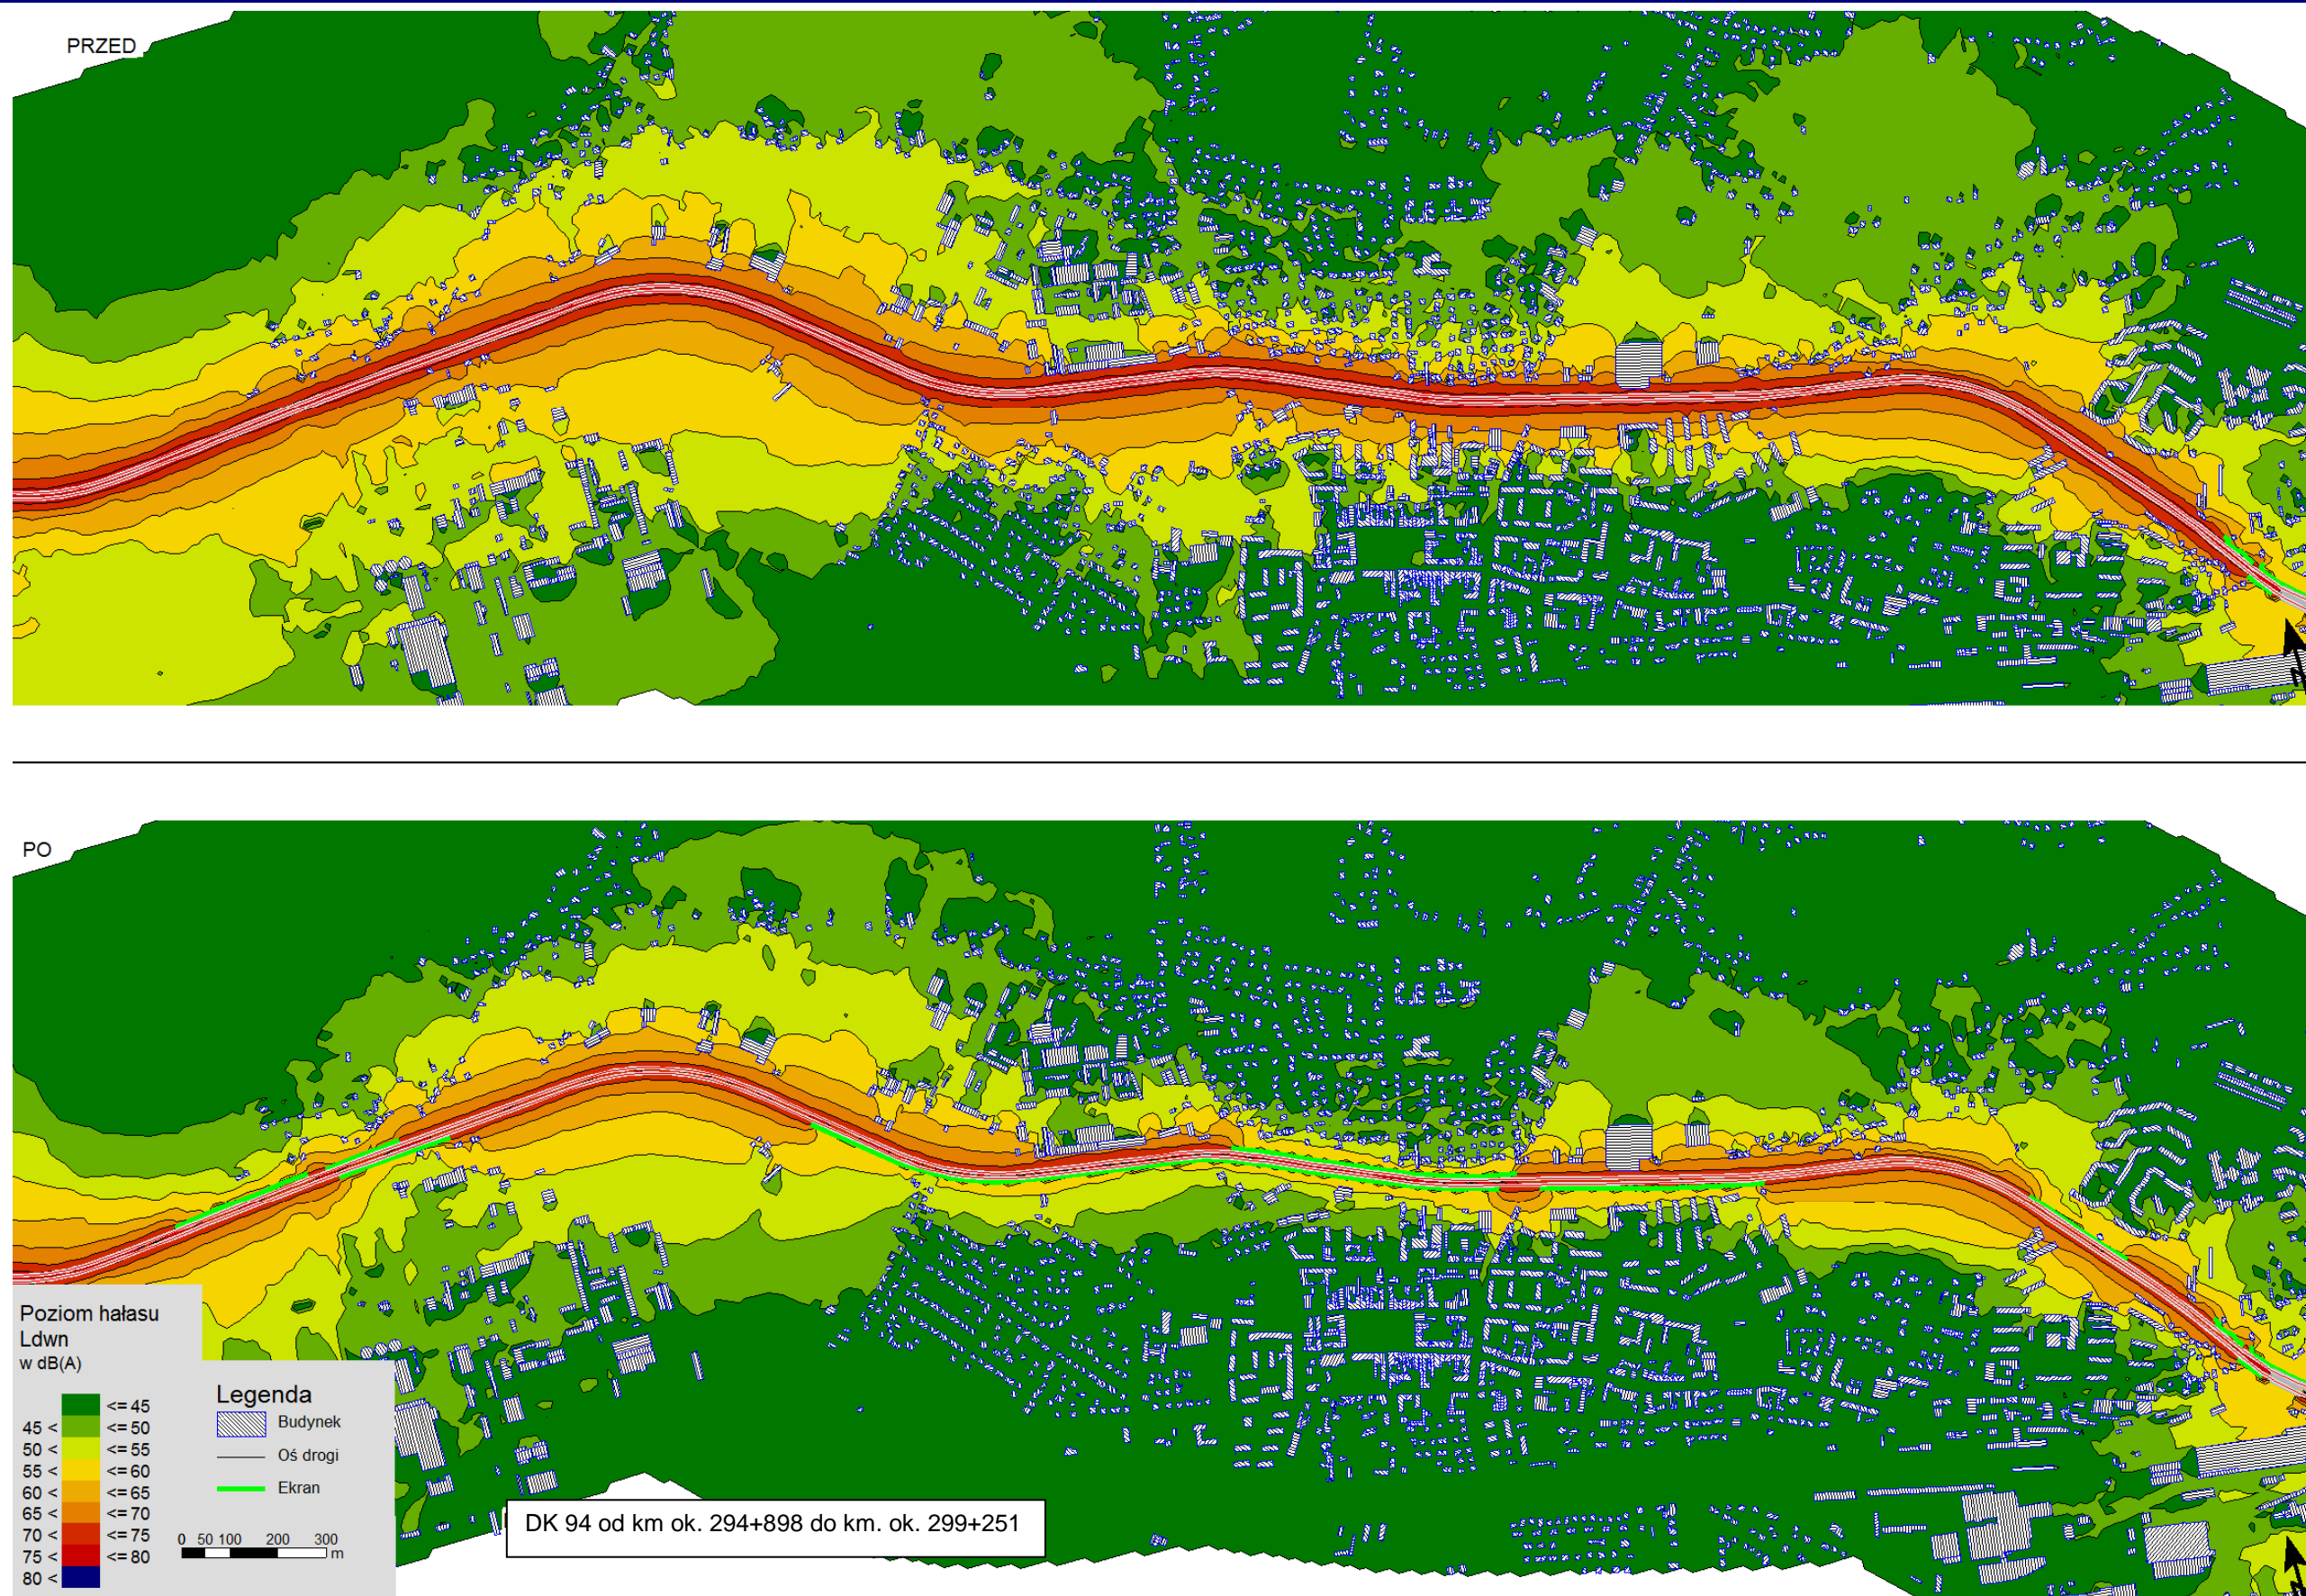 PRZED
N
PO
Poziom hałasu
Ldwn
w dB(A)
<= 45
45 < <= 50
50 < <= 55
55 < <= 60
60 < <= 65
65 < <= 70
70 < <= 75
75 < <= 80
80 <
Legenda
Budynek
Oś drogi
Ekran
0 50 100 200 300
m
DK 94 od km ok. 294+898 do km. ok. 299+251